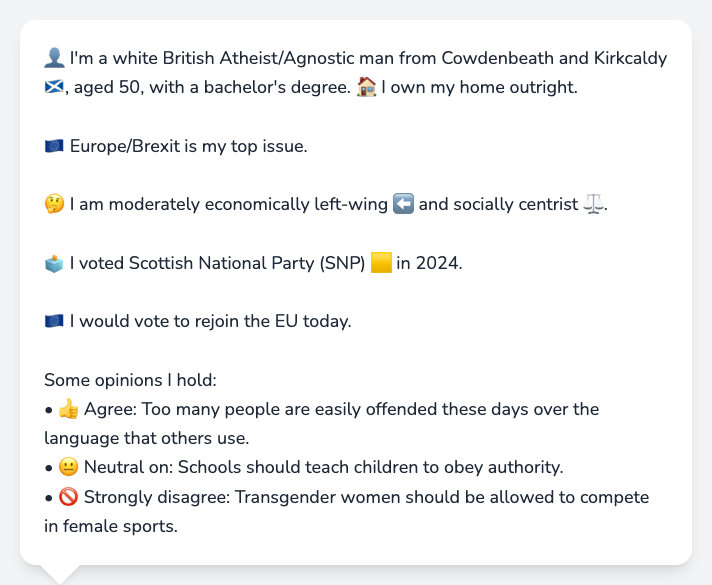 👤 I'm a white British Atheist/Agnostic man from Cowdenbeath and Kirkcaldy
🏴󠁧󠁢󠁳󠁣󠁴󠁿, aged 50, with a bachelor's degree. 🏠 I own my home outright.
🇪🇺 Europe/Brexit is my top issue.
🤔 I am moderately economically left-wing ⬅️ and socially centrist ⚖️.
🗳️ I voted Scottish National Party (SNP) 🟨 in 2024.
🇪🇺 I would vote to rejoin the EU today.
Some opinions I hold:
• 👍 Agree: Too many people are easily offended these days over the
language that others use.
• 😐 Neutral on: Schools should teach children to obey authority.
• 🚫 Strongly disagree: Transgender women should be allowed to compete
in female sports.